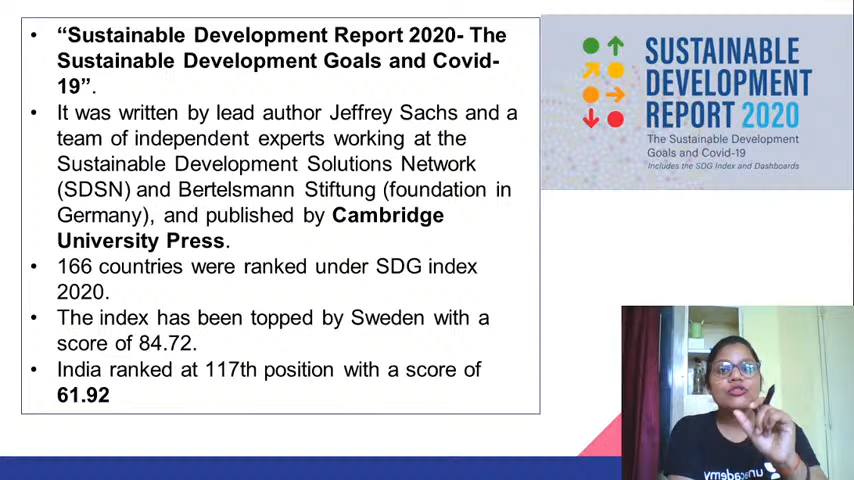 • “Sustainable Development Report 2020- The
Sustainable Development Goals and Covid-
19”.
• It was written by lead author Jeffrey Sachs and a
team of independent experts working at the
Sustainable Development Solutions Network
(SDSN) and Bertelsmann Stiftung (foundation in
Germany), and published by Cambridge
University Press.
• 166 countries were ranked under SDG index
2020.
• The index has been topped by Sweden with a
score of 84.72.
• India ranked at 117th position with a score of
61.92
SUSTAINABLE
DEVELOPMENT
REPORT 2020
The Sustainable Development
Goals and Covid-19
Includes the SDG Index and Dashboards
unacademy